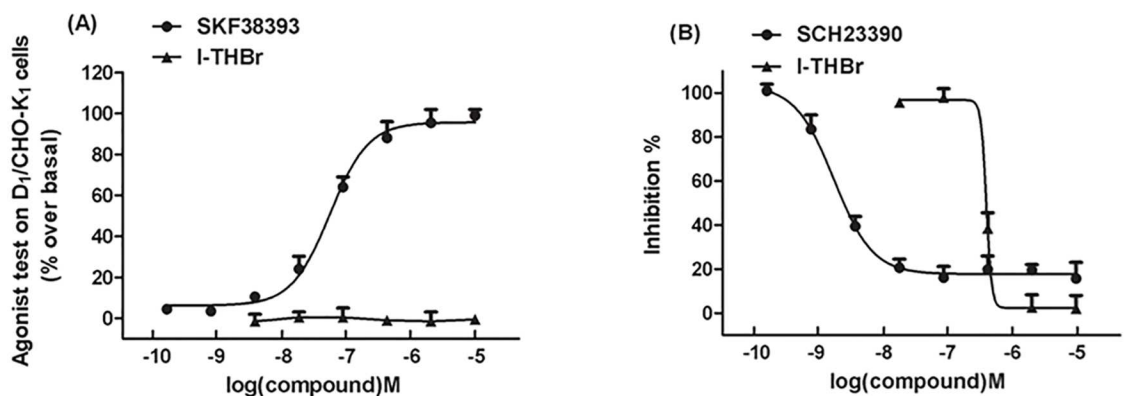 (A)
SKF38393
l-THBr
Agonist test on D₁/CHO-K₁ cells
(% over basal)
120
100
80
60
40
20
0
-10 -9 -8 -7 -6 -5
log(compound)M
(B)
SCH23390
l-THBr
Inhibition %
100
80
60
40
20
0
-10 -9 -8 -7 -6 -5
log(compound)M